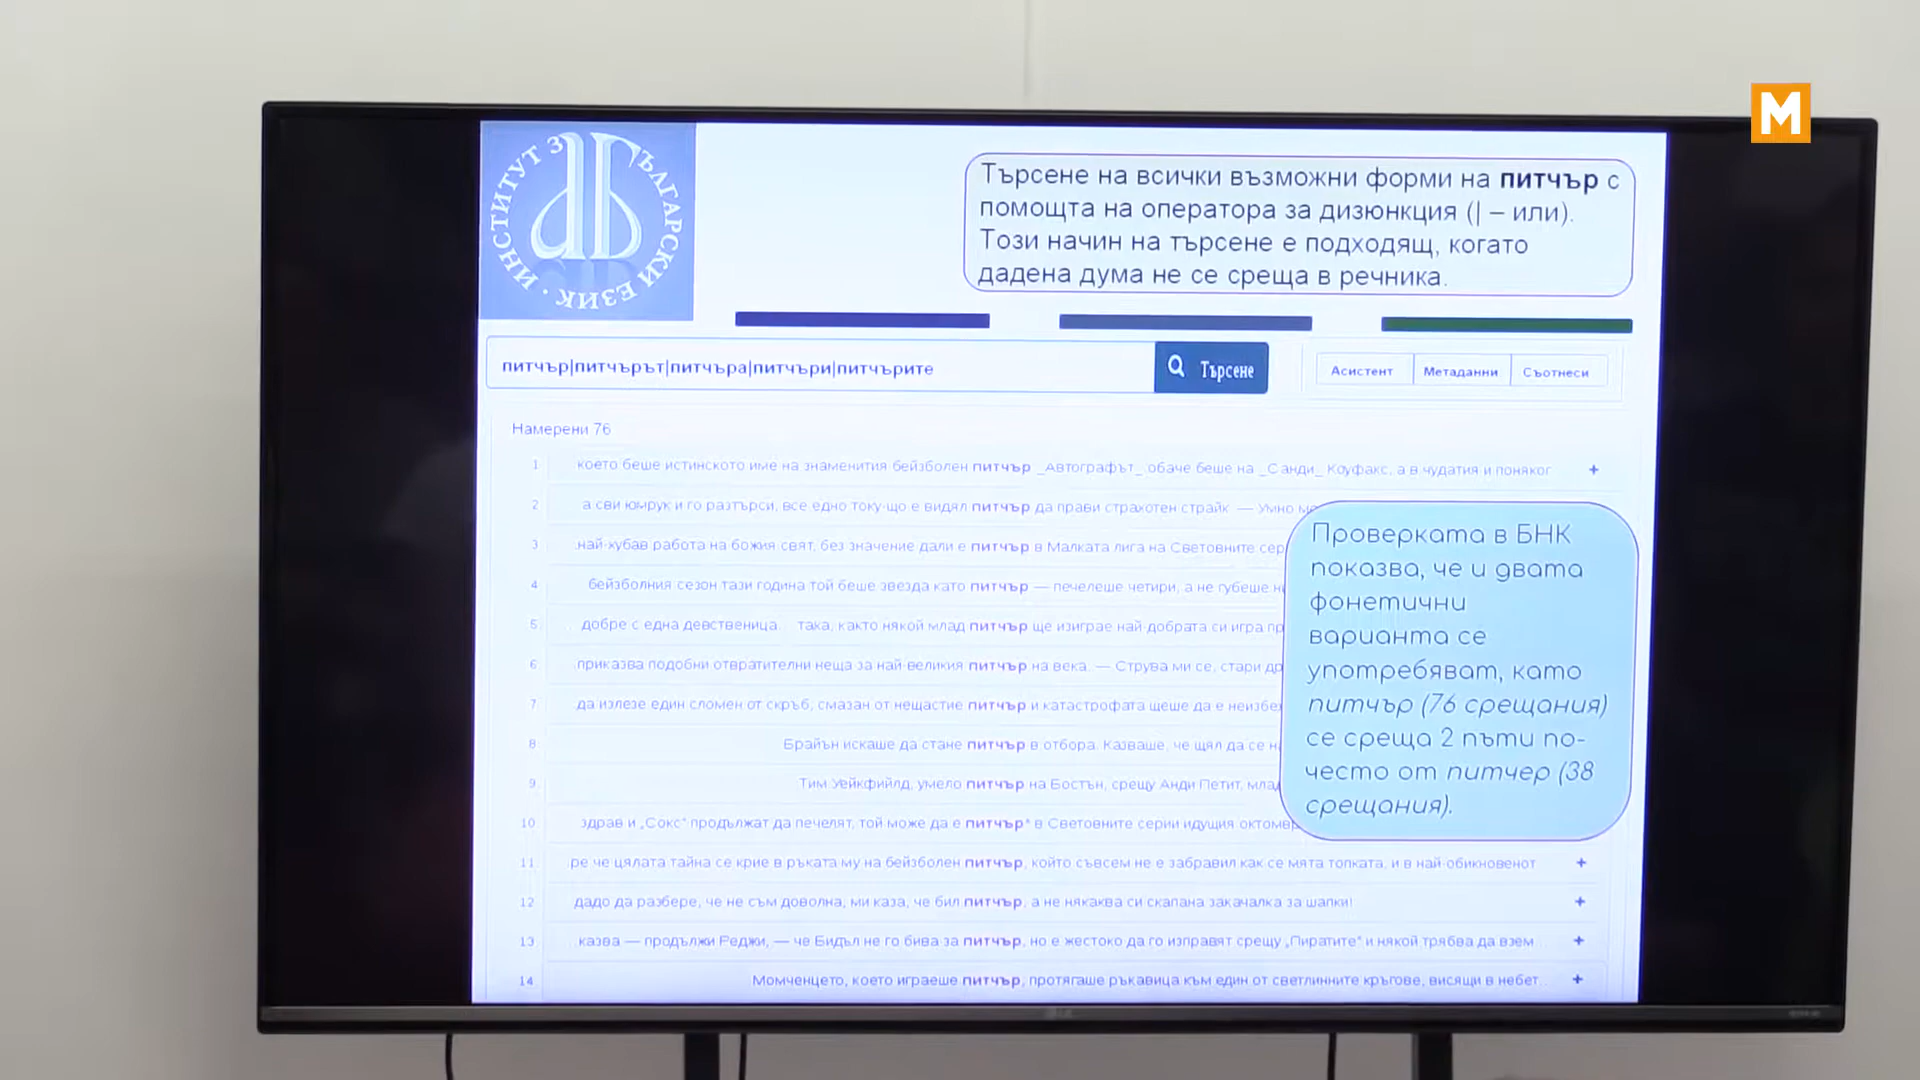 M
ИНСТИТУТ ЗА БЪЛГАРСКИ ЕЗИК
Търсене на всички възможни форми на питчър с
помощта на оператора за дизюнкция (| – или).
Този начин на търсене е подходящ, когато
дадена дума не се среща в речника.
питчър|питчърът|питчъра|питчъри|питчърите
Търсене
Асистент Метаданни Съответни
Намерени 76
1 което беше истинското име на знаменития бейзболен питчър _Автографът_ обаче беше на _Санди_ Коуфакс, а в чудатия и поняког +
2 а сви юмрук и го разтърси, все едно току-що е видял питчър да прави страхотен страйк — Умно
3 .най-хубав работа на божия свят, без значение дали е питчър в Малката лига на Световните сер
4 бейзболния сезон тази година той беше звезда като питчър — печелеше четири, а не губеше
5. добре с една девственица. така, както някой млад питчър ще изиграе най-добрата си игра пр
6. .приказва подобни отвратителни неща за най-великия питчър на века. — Струва ми се, стари др
7. .да излезе един сломен от скръб, смазан от нещастие питчър и катастрофата щеше да е неизбе
8. Брайън искаше да стане питчър в отбора. Казваше, че щял да се
9. Тим Уейкфийлд, умело питчър на Бостън, срещу Анди Петит, млад
10 здрав и „Сокс“ продължат да печелят, той може да е питчър* в Световните серии идущия октомвр
11 .ре че цялата тайна се крие в ръката му на бейзболен питчър, който съвсем не е забравил как се мята топката, и в най-обикновенот +
12 дадо да разбере, че не съм доволна, ми каза, че бил питчър, а не някаква си скапана закачалка за шапки! +
13 .казва — продължи Реджи, — че Бидъл не го бива за питчър, но е жестоко да го изправят срещу „Пиратите“ и някой трябва да взем +
14 Момченцето, което играеше питчър, протягаше ръкавица към един от светлинните кръгове, висящи в небет.. +
Проверката в БНК
показва, че и двата
фонетични
варианта се
употребяват, като
питчър (76 срещания)
се среща 2 пъти по-
често от питчер (38
срещания).
LG